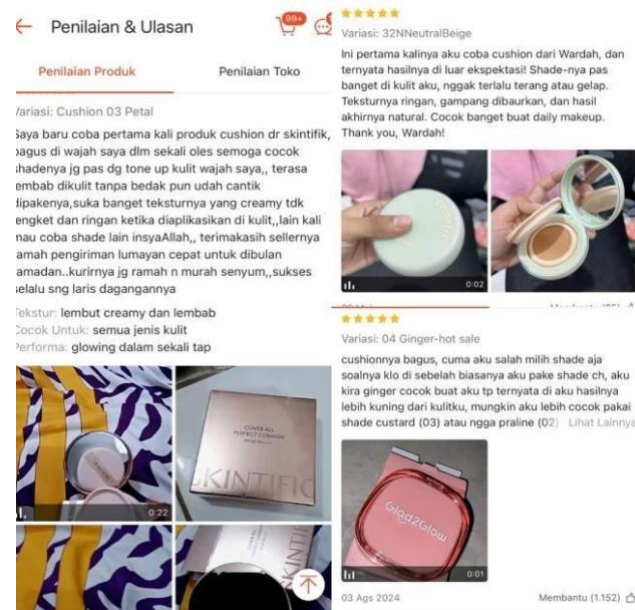 Penilaian & Ulasan
99+
Penilaian Produk
Penilaian Toko
Variasi: Cushion 03 Petal
Saya baru coba pertama kali produk cushion dr skintifik,
bagus di wajah saya dlm sekali oles semoga cocok
shadenya jg pas dg tone up kulit wajah saya,, terasa
lembab dikulit tanpa bedak pun udah cantik
dipakenya,suka banget teksturnya yang creamy tdk
lengket dan ringan ketika diaplikasikan di kulit,,lain kali
mau coba shade lain insyaAllah,, terimakasih sellernya
ramah pengiriman lumayan cepat untuk dibulan
ramadan..kurirnya jg ramah n murah senyum,,sukses
selalu sng laris dagangannya
Tekstur: lembut creamy dan lembab
Cocok Untuk: semua jenis kulit
Performa: glowing dalam sekali tap
0:22
COVER ALL
PERFECT CUSHION
SKINTIFIC
SKINTI
Variasi: 32NNeutralBeige
Ini pertama kalinya aku coba cushion dari Wardah, dan
ternyata hasilnya di luar ekspektasi! Shade-nya pas
banget di kulit aku, nggak terlalu terang atau gelap.
Teksturnya ringan, gampang dibaurkan, dan hasil
akhirnya natural. Cocok banget buat daily makeup.
Thank you, Wardah!
0:02
Variasi: 04 Ginger-hot sale
cushionnya bagus, cuma aku salah milih shade aja
soalnya klo di sebelah biasanya aku pake shade ch, aku
kira ginger cocok buat aku tp ternyata di aku hasilnya
lebih kuning dari kulitku, mungkin aku lebih cocok pakai
shade custard (03) atau ngga praline (02) Lihat Lainnya
Glad2Glow
0:01
03 Ags 2024
Membantu (1.152)